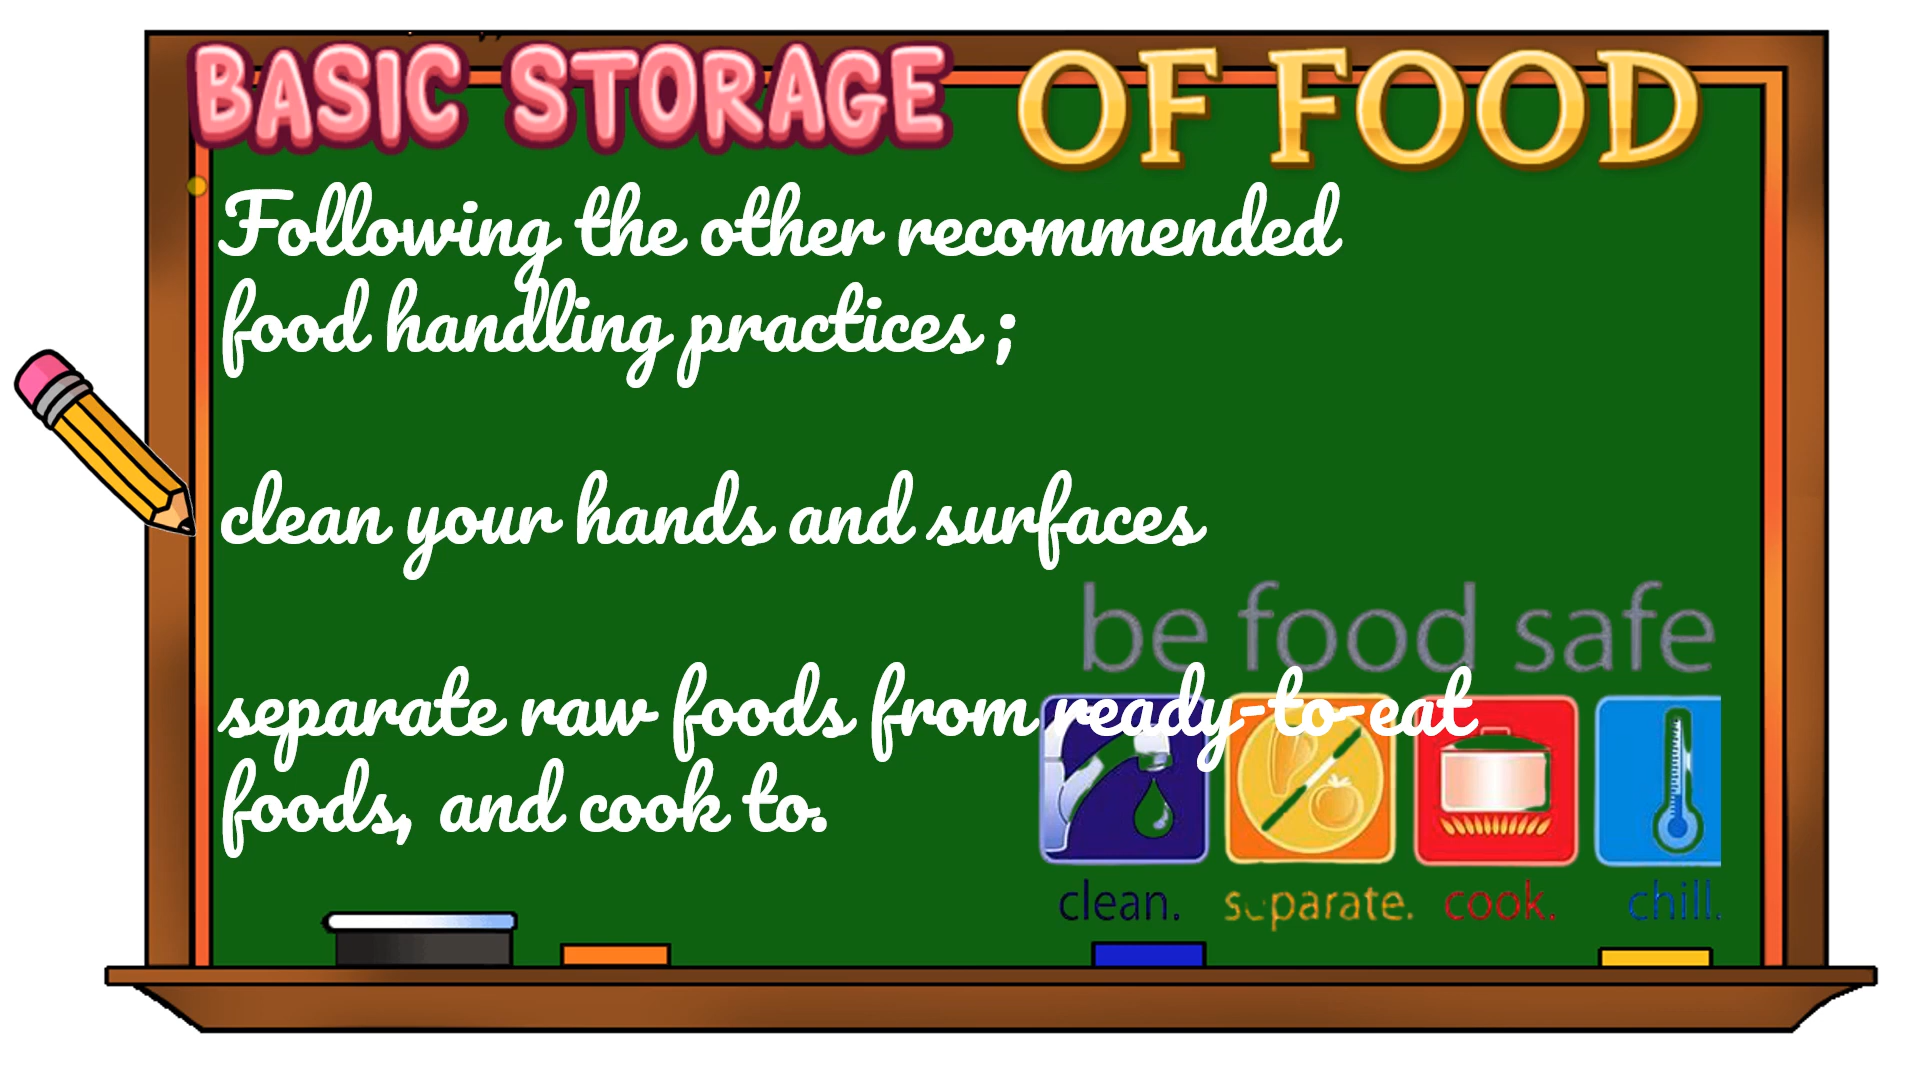 BASIC STORAGE OF FOOD
Following the other recommended
food handling practices ;
clean your hands and surfaces
be food safe
separate raw foods from ready-to-eat
foods, and cook to.
clean. separate. cook. chill.